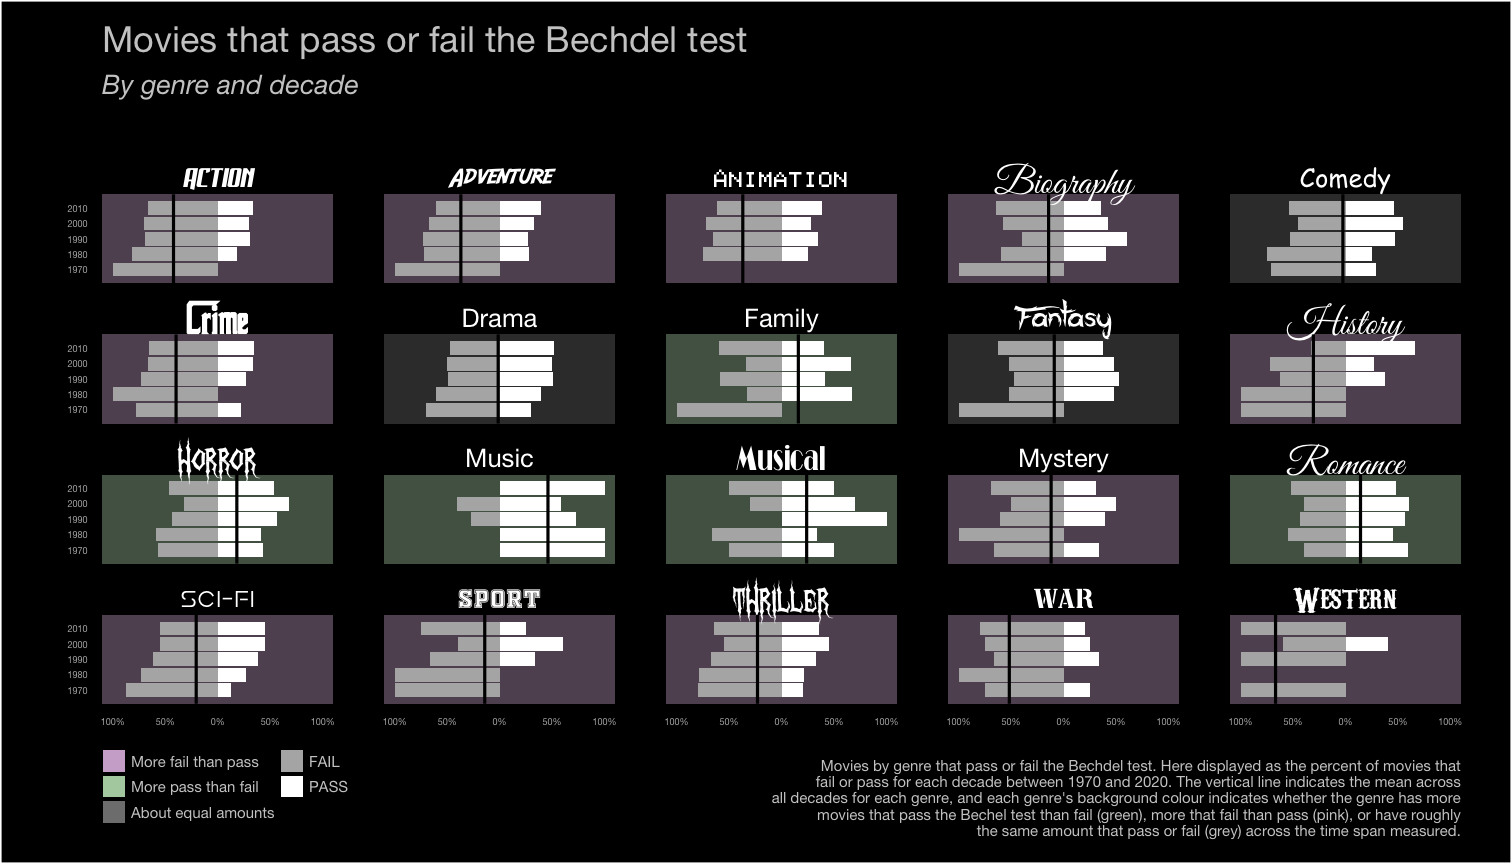 Movies that pass or fail the Bechdel test
By genre and decade
ACTION ADVENTURE ANIMATION Biography Comedy
2010
2000
1990
1980
1970
Crime Drama Family Fantasy History
2010
2000
1990
1980
1970
HORROR Music Musical Mystery Romance
2010
2000
1990
1980
1970
SCI-FI SPORT THRILLER WAR WESTERN
2010
2000
1990
1980
1970
100% 50% 0% 50% 100% 100% 50% 0% 50% 100% 100% 50% 0% 50% 100% 100% 50% 0% 50% 100% 100% 50% 0% 50% 100%
More fail than pass FAIL
More pass than fail PASS
About equal amounts
Movies by genre that pass or fail the Bechdel test. Here displayed as the percent of movies that
fail or pass for each decade between 1970 and 2020. The vertical line indicates the mean across
all decades for each genre, and each genre's background colour indicates whether the genre has more
movies that pass the Bechel test than fail (green), more that fail than pass (pink), or have roughly
the same amount that pass or fail (grey) across the time span measured.